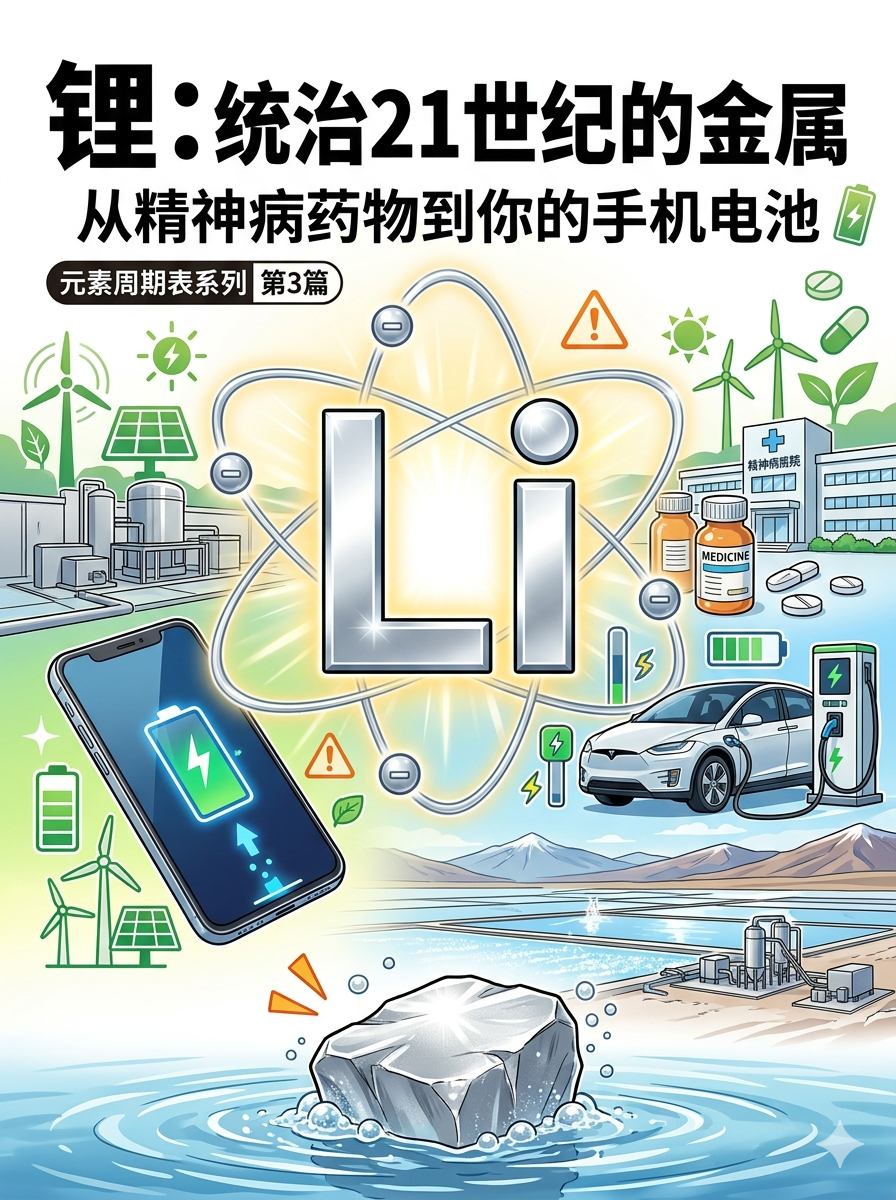 锂：统治21世纪的金属
从精神病药物到你的手机电池
元素周期表系列 第3篇
Li
精神病醫院
MEDICINE